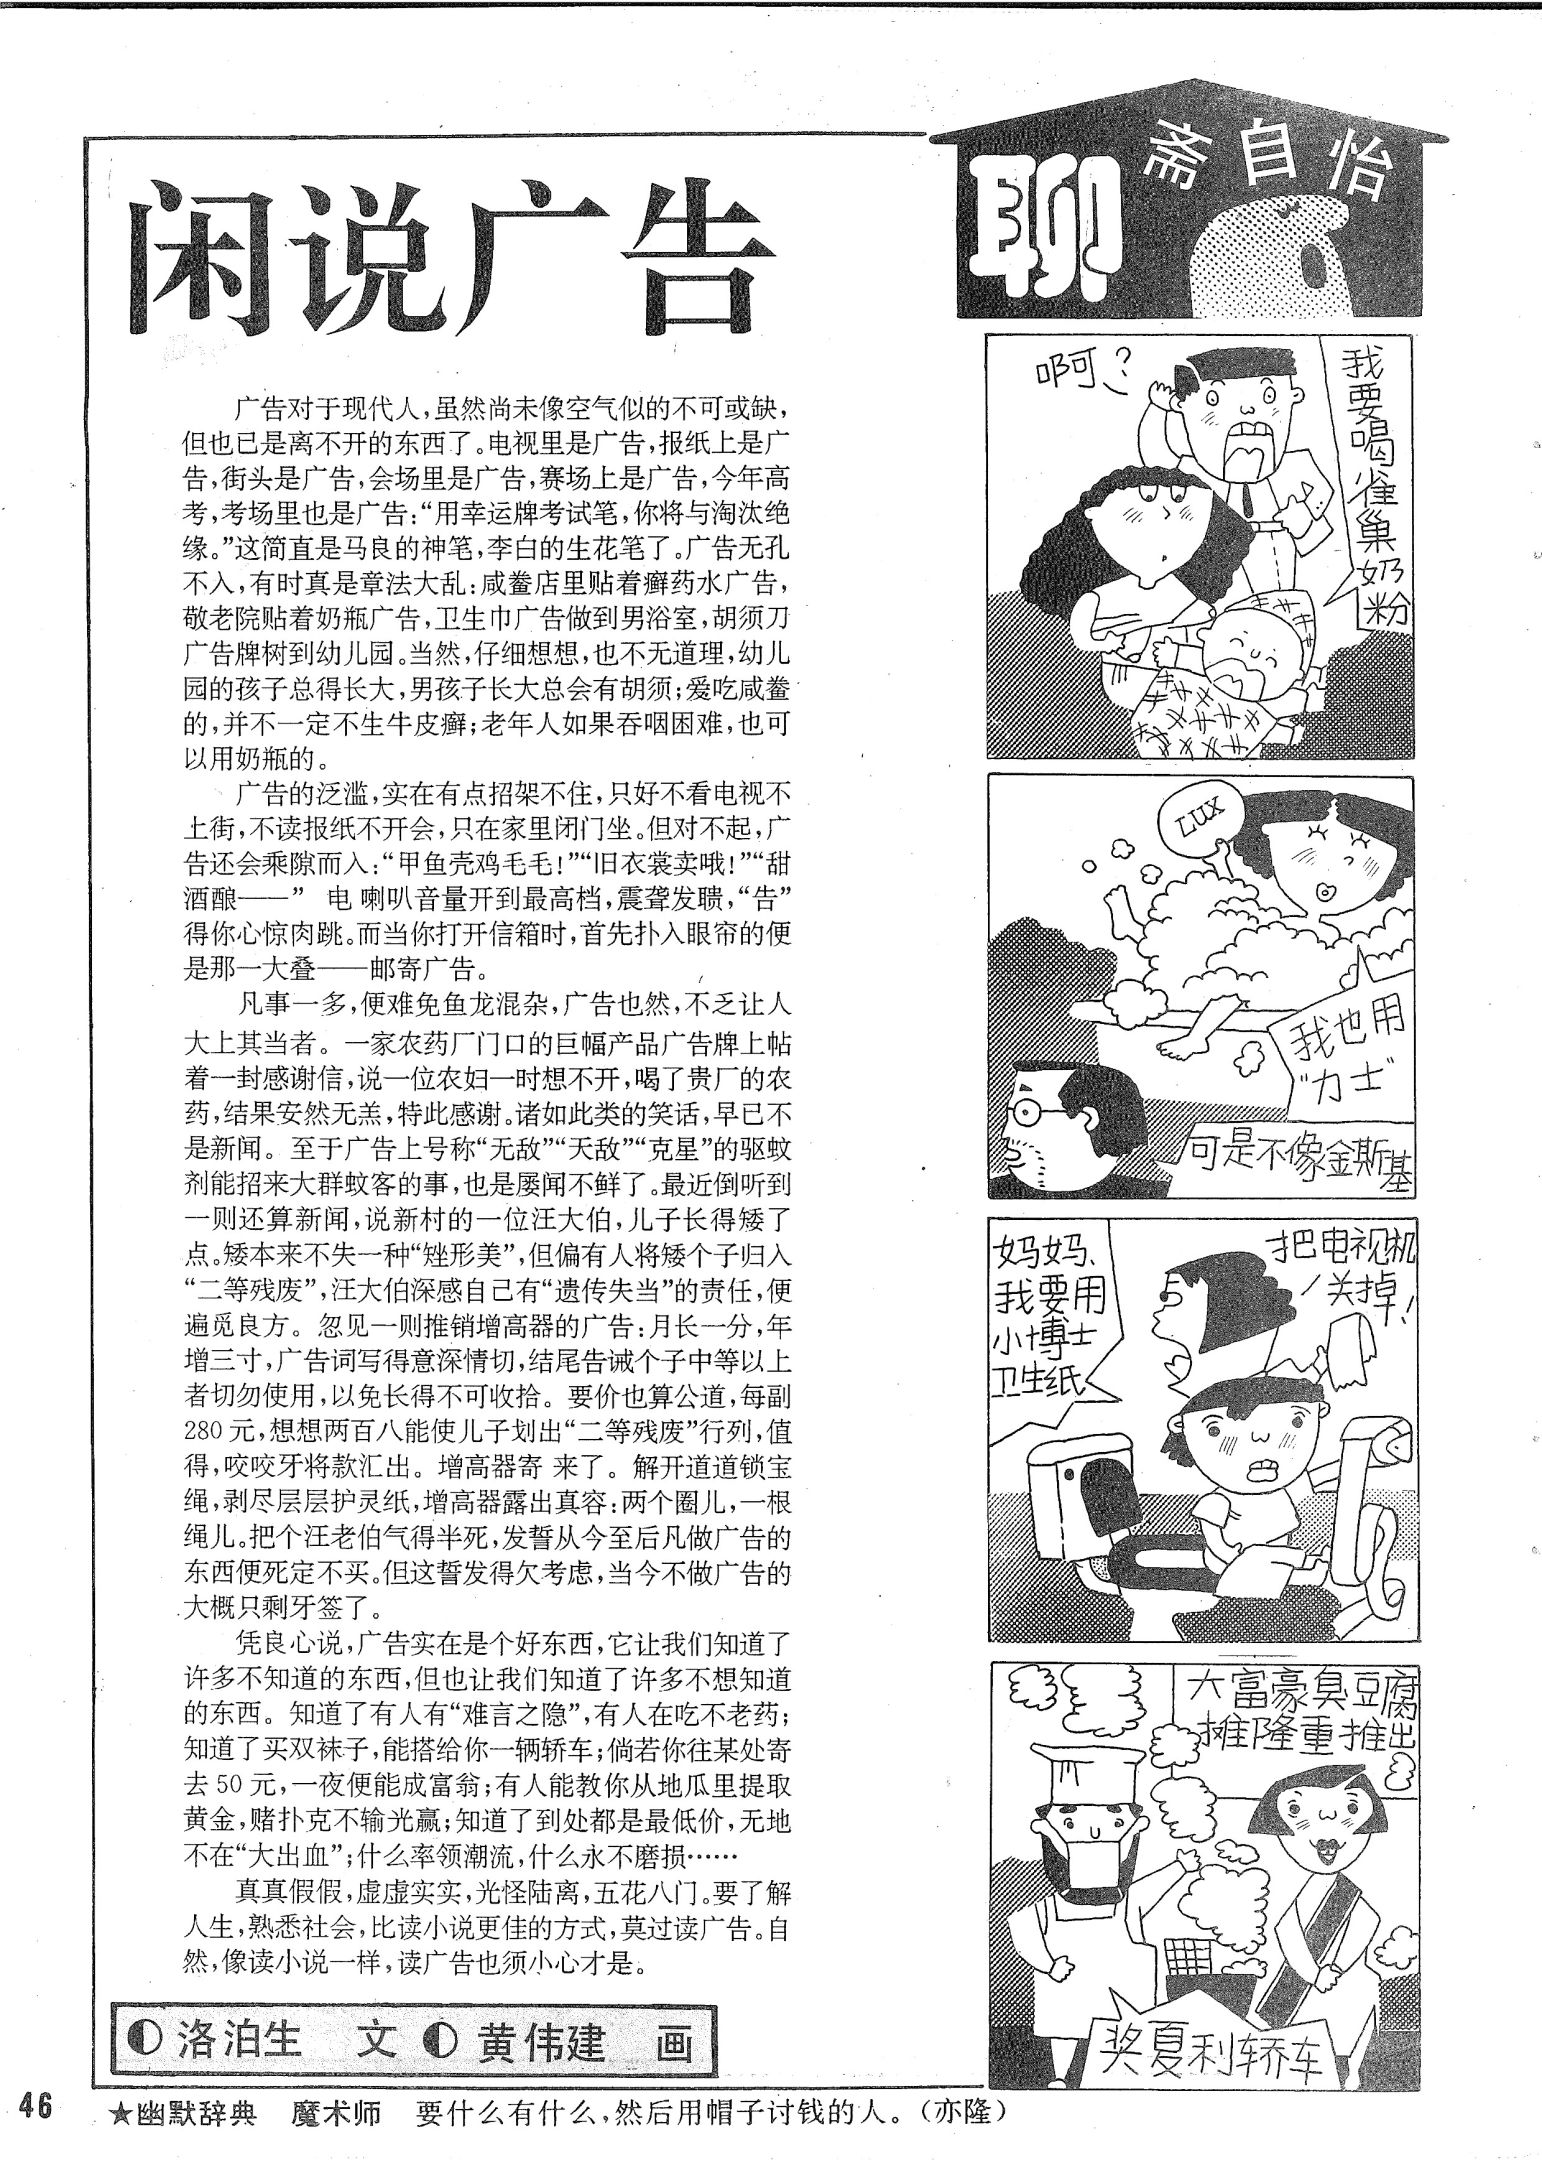 闲说广告
广告对于现代人，虽然尚未像空气似的不可或缺，
但也已是离不开的东西了。电视里是广告，报纸上是广
告，街头是广告，会场里是广告，赛场上是广告，今年高
考，考场里也是广告：“用幸运牌考试笔，你将与淘汰绝
缘。”这简直是马良的神笔，李白的生花笔了。广告无孔
不入，有时真是章法大乱：咸鲞店里贴着癣药水广告，
敬老院贴着奶瓶广告，卫生巾广告做到男浴室，胡须刀
广告牌树到幼儿园。当然，仔细想想，也不无道理，幼儿
园的孩子总得长大，男孩子长大总会有胡须；爱吃咸鲞
的，并不一定不生牛皮癣；老年人如果吞咽困难，也可
以用奶瓶的。
广告的泛滥，实在有点招架不住，只好不看电视不
上街，不读报纸不开会，只在家里闭门坐。但对不起，广
告还会乘隙而入：“甲鱼壳鸡毛毛！”“旧衣裳卖哦！”“甜
酒酿——” 电喇叭音量开到最高档，震聋发聩，“告”
得你心惊肉跳。而当你打开信箱时，首先扑入眼帘的便
是那一大叠——邮寄广告。
凡事一多，便难免鱼龙混杂，广告也然，不乏让人
大上其当者。一家农药厂门口的巨幅产品广告牌上帖
着一封感谢信，说一位农妇一时想不开，喝了贵厂的农
药，结果安然无恙，特此感谢。诸如此类的笑话，早已不
是新闻。至于广告上号称“无敌”“天敌”“克星”的驱蚊
剂能招来大群蚊客的事，也是屡闻不鲜了。最近倒听到
一则还算新闻，说新村的一位汪大伯，儿子长得矮了
点。矮本来不失一种“矬形美”，但偏有人将矮个子归入
“二等残废”，汪大伯深感自己有“遗传失当”的责任，便
遍觅良方。忽见一则推销增高器的广告：月长一分，年
增三寸，广告词写得意深情切，结尾告诫个子中等以上
者切勿使用，以免长得不可收拾。要价也算公道，每副
280元，想想两百八能使儿子划出“二等残废”行列，值
得，咬咬牙将款汇出。增高器寄来了。解开道道锁宝
绳，剥尽层层护灵纸，增高器露出真容：两个圈儿，一根
绳儿。把个汪老伯气得半死，发誓从今至后凡做广告的
东西便死定不买。但这誓发得欠考虑，当今不做广告的
大概只剩牙签了。
凭良心说，广告实在是个好东西，它让我们知道了
许多不知道的东西，但也让我们知道了许多不想知道
的东西。知道了有人有“难言之隐”，有人在吃不老药；
知道了买双袜子，能搭给你一辆轿车；倘若你往某处寄
去50元，一夜便能成富翁；有人能教你从地瓜里提取
黄金，赌扑克不输光赢；知道了到处都是最低价，无地
不在“大出血”；什么率领潮流，什么永不磨损……
真真假假，虚虚实实，光怪陆离，五花八门。要了解
人生，熟悉社会，比读小说更佳的方式，莫过读广告。自
然，像读小说一样，读广告也须小心才是。
洛泊生 文 黄伟建 画
聊斋自怡
啊？
我要喝雀巢奶粉
LUX
我也用
“力士”
可是不像金斯基
妈妈、
我要用
小博士
卫生纸
把电视机
关掉！
大富豪臭豆腐
摊隆重推出
奖夏利轿车
46
★幽默辞典 魔术师 要什么有什么，然后用帽子讨钱的人。（亦隆）